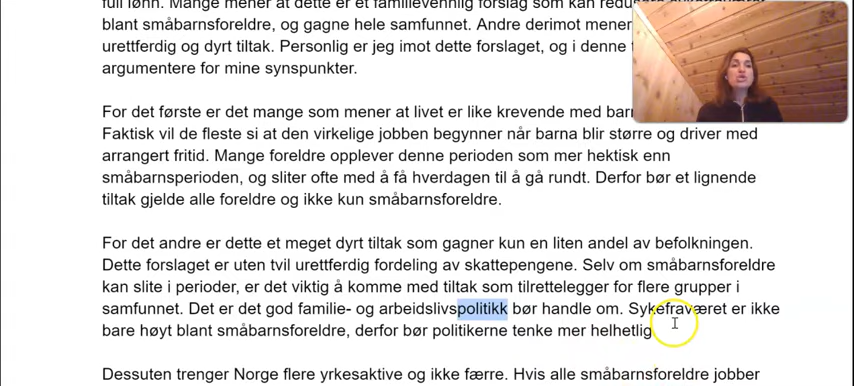 full lønn. Mange mener at dette er et familievennlig forslag som kan
blant småbarnsforeldre, og gagne hele samfunnet. Andre derimot mener
urettferdig og dyrt tiltak. Personlig er jeg imot dette forslaget, og i denne
argumentere for mine synspunkter.
For det første er det mange som mener at livet er like krevende med
Faktisk vil de fleste si at den virkelige jobben begynner når barna blir større og driver med
arrangert fritid. Mange foreldre opplever denne perioden som mer hektisk enn
småbarnsperioden, og sliter ofte med å få hverdagen til å gå rundt. Derfor bør et lignende
tiltak gjelde alle foreldre og ikke kun småbarnsforeldre.
For det andre er dette et meget dyrt tiltak som gagner kun en liten andel av befolkningen.
Dette forslaget er uten tvil urettferdig fordeling av skattepengene. Selv om småbarnsforeldre
kan slite i perioder, er det viktig å komme med tiltak som tilrettelegger for flere grupper i
samfunnet. Det er det god familie- og arbeidslivspolitikk bør handle om. Sykefraværet er ikke
bare høyt blant småbarnsforeldre, derfor bør politikerne tenke mer helhetlig.
Dessuten trenger Norge flere yrkesaktive og ikke færre. Hvis alle småbarnsforeldre jobber